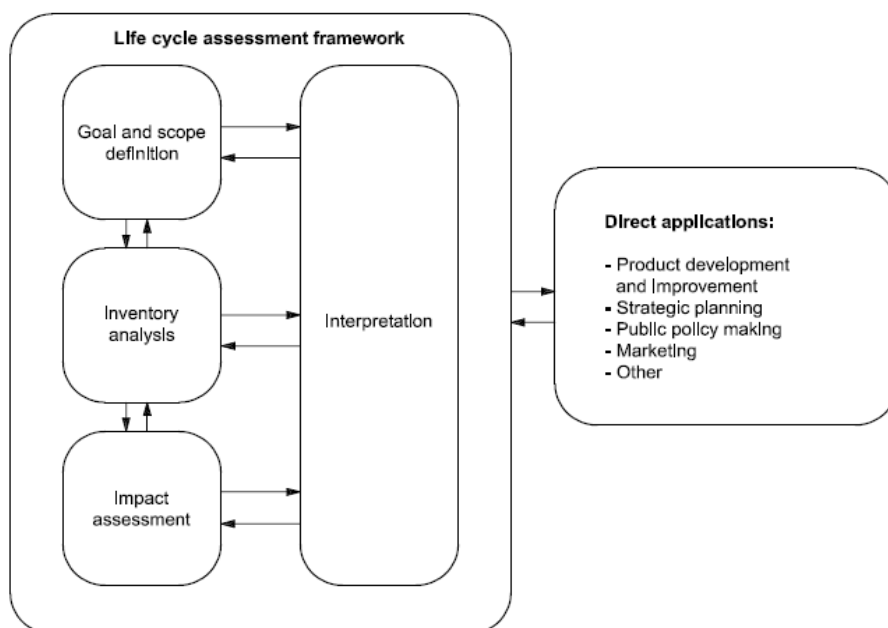 Life cycle assessment framework
Goal and scope
definition
Inventory
analysis
Impact
assessment
Interpretation
Direct applications:
- Product development
and Improvement
- Strategic planning
- Public policy making
- Marketing
- Other